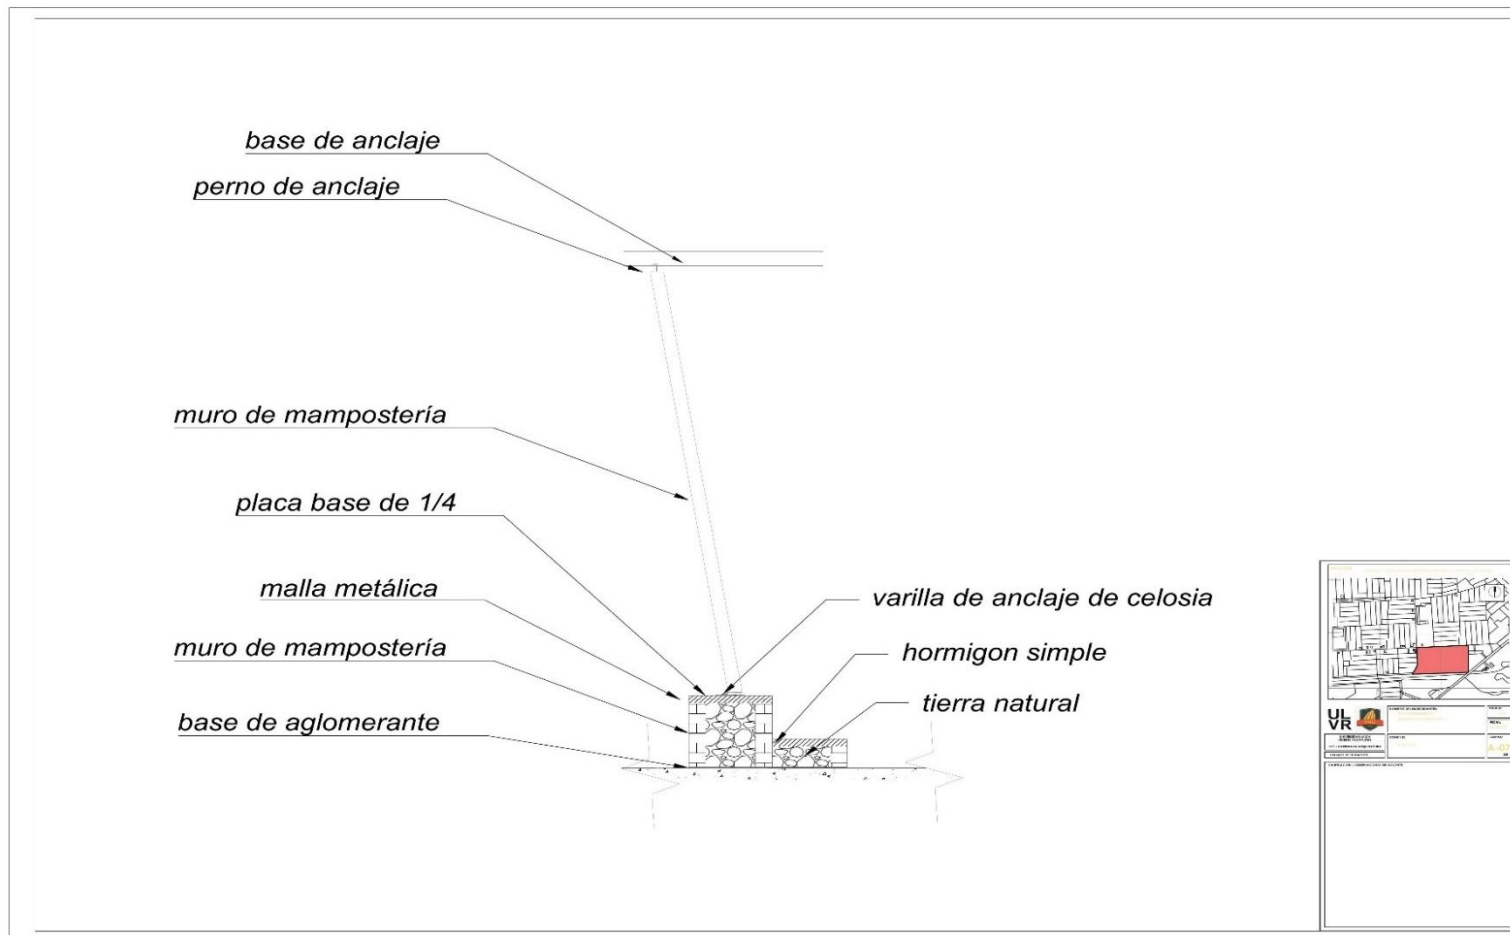 base de anclaje
perno de anclaje
muro de mampostería
placa base de 1/4
malla metálica
muro de mampostería
base de aglomerante
varilla de anclaje de celosia
hormigon simple
tierra natural
UL
VR
A-07